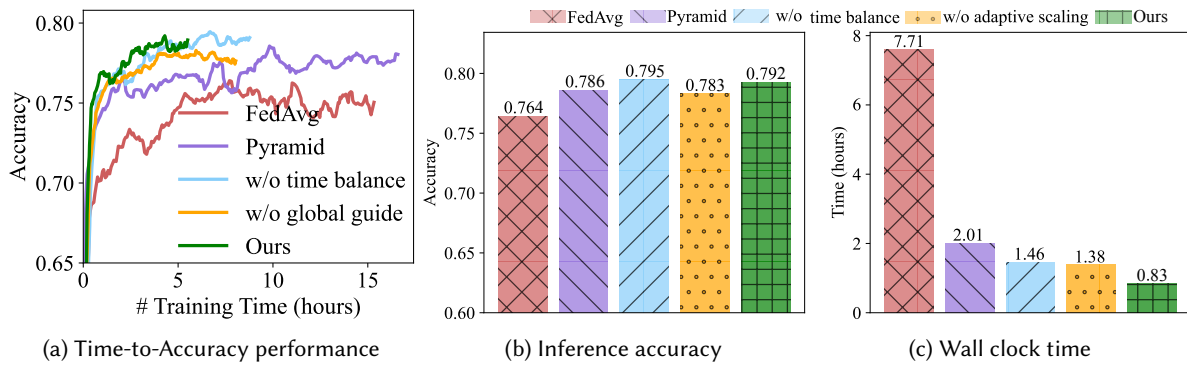 FedAvg Pyramid w/o time balance w/o adaptive scaling Ours
0.80
0.75
0.70
0.65
0 5 10 15
Accuracy
# Training Time (hours)
FedAvg
Pyramid
w/o time balance
w/o global guide
Ours
(a) Time-to-Accuracy performance
0.80
0.75
0.70
0.65
0.60
Accuracy
0.764 0.786 0.795 0.783 0.792
(b) Inference accuracy
8
6
4
2
0
Time (hours)
7.71 2.01 1.46 1.38 0.83
(c) Wall clock time